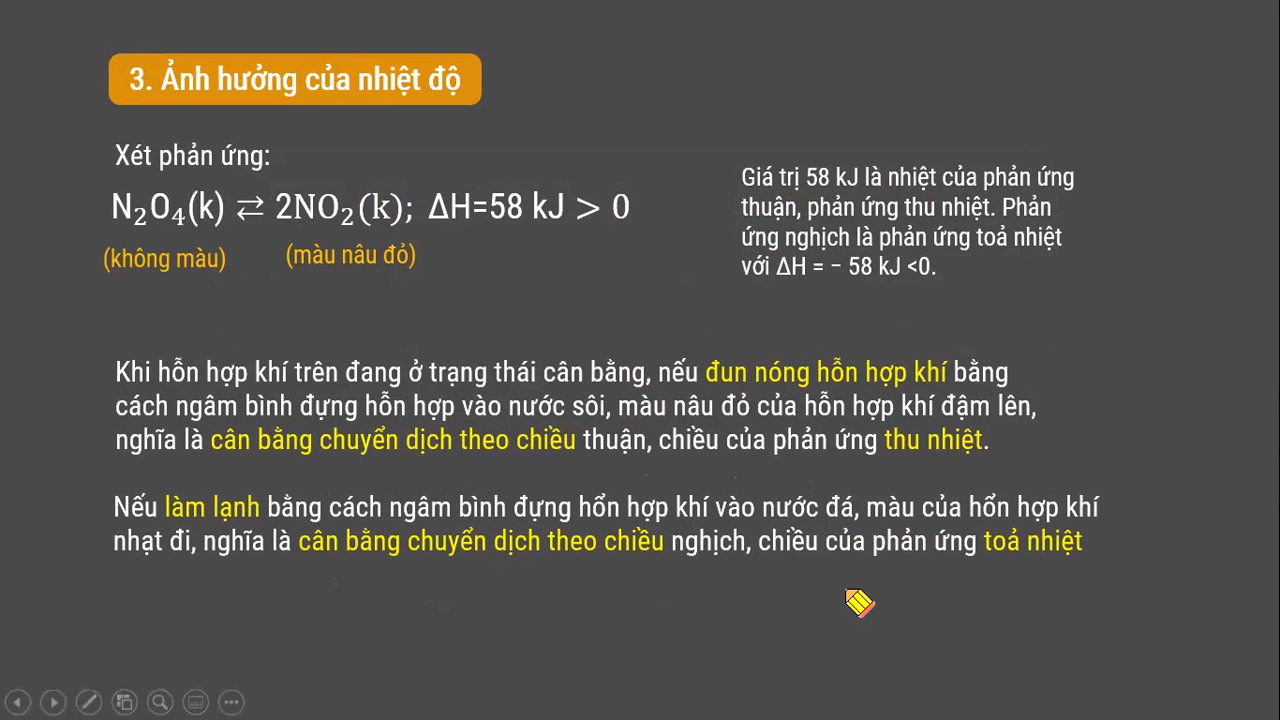 3. Ảnh hưởng của nhiệt độ
Xét phản ứng:
N₂O₄(k) ⇄ 2NO₂(k); ΔH=58 kJ > 0
(không màu) (màu nâu đỏ)
Giá trị 58 kJ là nhiệt của phản ứng
thuận, phản ứng thu nhiệt. Phản
ứng nghịch là phản ứng toả nhiệt
với ΔH = − 58 kJ <0.
Khi hỗn hợp khí trên đang ở trạng thái cân bằng, nếu đun nóng hỗn hợp khí bằng
cách ngâm bình đựng hỗn hợp vào nước sôi, màu nâu đỏ của hỗn hợp khí đậm lên,
nghĩa là cân bằng chuyển dịch theo chiều thuận, chiều của phản ứng thu nhiệt.
Nếu làm lạnh bằng cách ngâm bình đựng hổn hợp khí vào nước đá, màu của hổn hợp khí
nhạt đi, nghĩa là cân bằng chuyển dịch theo chiều nghịch, chiều của phản ứng toả nhiệt